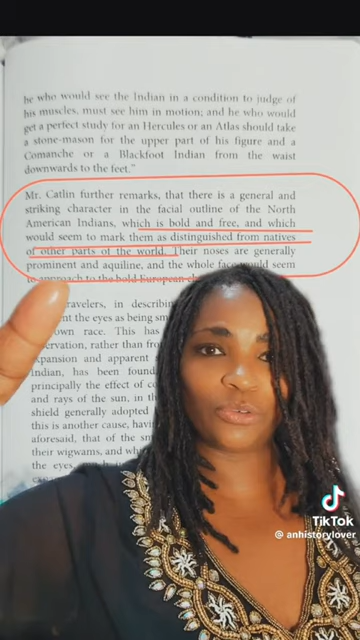 he who would see the Indian in a condition to judge of
his muscles, must see him in motion; and he who would
get a perfect study for an Hercules or an Atlas should take
a stone-mason for the upper part of his figure and a
Comanche or a Blackfoot Indian from the waist
downwards to the feet."
Mr. Catlin further remarks, that there is a general and
striking character in the facial outline of the North
American Indians, which is bold and free, and which
would seem to mark them as distinguished from natives
of other parts of the world. Their noses are generally
prominent and aquiline, and the whole face would seem
to approach to the bold European
travelers, in describin
the eyes as being sm
own race. This has
rather than fro
expansion and apparent s
Indian, has been found
principally the effect of
and rays of the sun, in th
shield generally adopted
this is another cause, havi
aforesaid, that of the sm
their wigwams, and wh
the eyes,
TikTok
@ anhistorylover